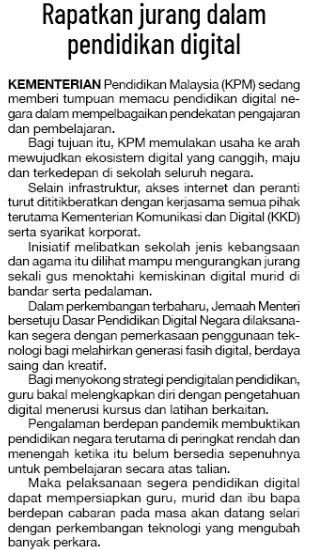 Rapatkan jurang dalam
pendidikan digital
KEMENTERIAN Pendidikan Malaysia (KPM) sedang
memberi tumpuan memacu pendidikan digital ne-
gara dalam mempelbagaikan pendekatan pengajaran
dan pembelajaran.
Bagi tujuan itu, KPM memulakan usaha ke arah
mewujudkan ekosistem digital yang canggih, maju
dan terkedepan di sekolah seluruh negara.
Selain infrastruktur, akses internet dan peranti
turut dititikberatkan dengan kerjasama semua pihak
terutama Kementerian Komunikasi dan Digital (KKD)
serta syarikat korporat.
Inisiatif melibatkan sekolah jenis kebangsaan
dan agama itu dilihat mampu mengurangkan jurang
sekali gus menoktahi kemiskinan digital murid di
bandar serta pedalaman.
Dalam perkembangan terbaharu, Jemaah Menteri
bersetuju Dasar Pendidikan Digital Negara dilaksana-
kan segera dengan pemerkasaan penggunaan tek-
nologi bagi melahirkan generasi fasih digital, berdaya
saing dan kreatif.
Bagi menyokong strategi pendigitalan pendidikan,
guru bakal melengkapkan diri dengan pengetahuan
digital menerusi kursus dan latihan berkaitan.
Pengalaman berdepan pandemik membuktikan
pendidikan negara terutama di peringkat rendah dan
menengah ketika itu belum bersedia sepenuhnya
untuk pembelajaran secara atas talian.
Maka pelaksanaan segera pendidikan digital
dapat mempersiapkan guru, murid dan ibu bapa
berdepan cabaran pada masa akan datang selari
dengan perkembangan teknologi yang mengubah
banyak perkara.